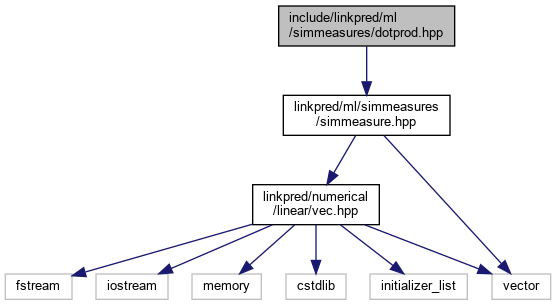 include/linkpred/ml
/simmeasures/dotprod.hpp
linkpred/ml/simmeasures
/simmeasure.hpp
linkpred/numerical
/linear/vec.hpp
fstream
iostream
memory
cstdlib
initializer_list
vector